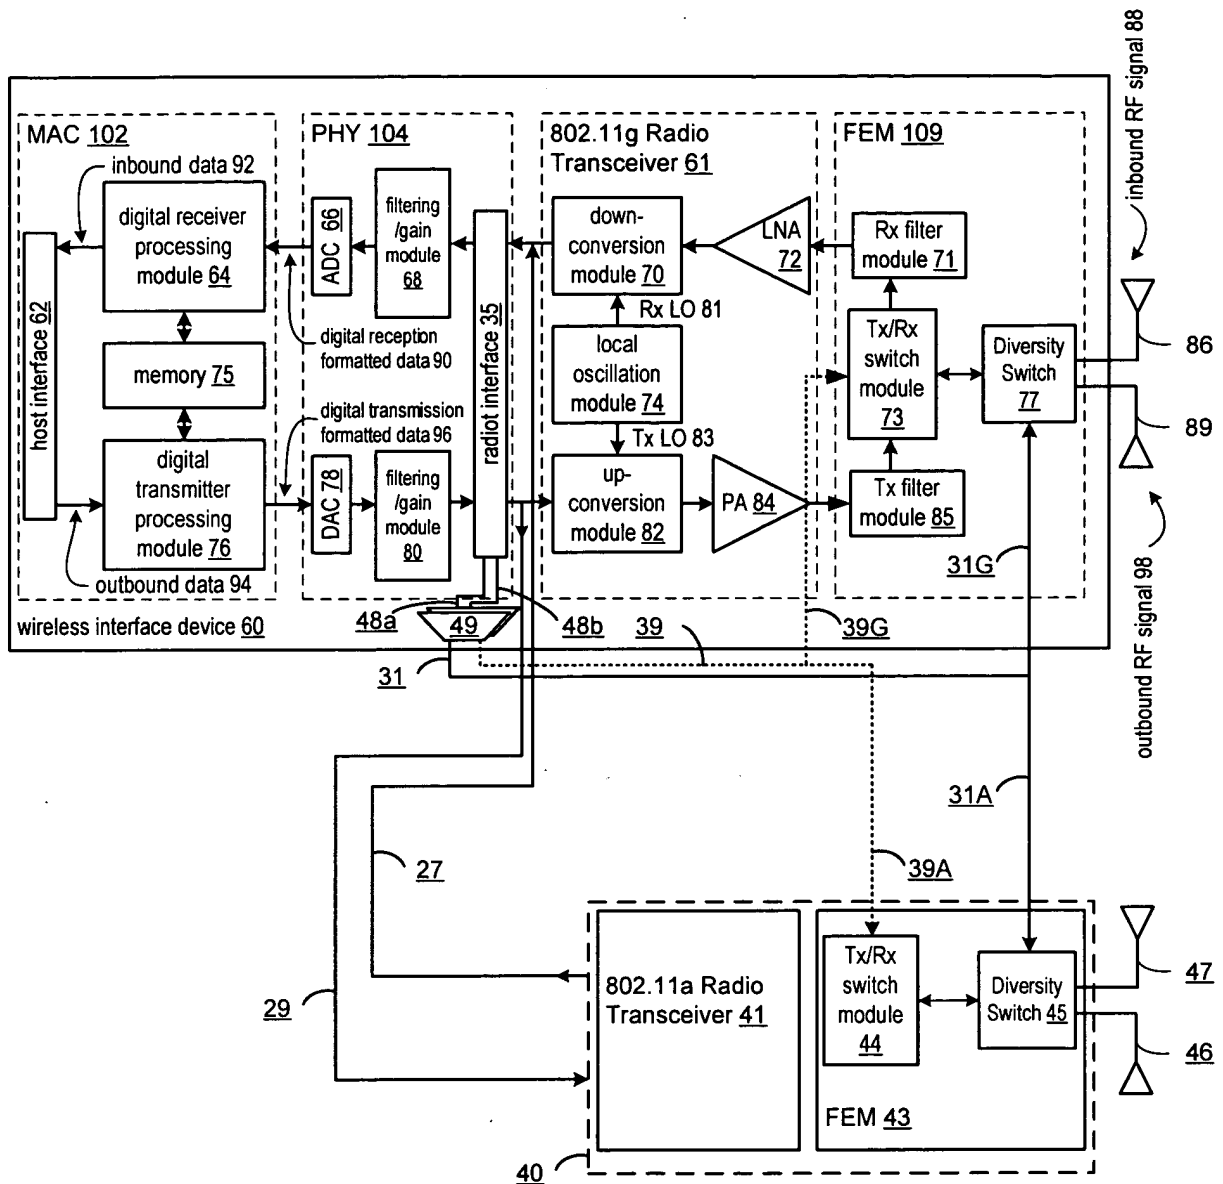 inbound RF signal 88
MAC 102
inbound data 92
digital receiver
processing
module 64
host interface 62
memory 75
digital
transmitter
processing
module 76
outbound data 94
wireless interface device 60
PHY 104
ADC 66
filtering
/gain
module
68
digital reception
formatted data 90
digital transmission
formatted data 96
DAC 78
filtering
/gain
module
80
radiot interface 35
48a
49
48b
802.11g Radio
Transceiver 61
down-
conversion
module 70
LNA
72
Rx LO 81
local
oscillation
module
74
Tx LO 83
up-
conversion
module 82
PA 84
FEM 109
Rx filter
module 71
Tx/Rx
switch
module
73
Diversity
Switch
77
Tx filter
module 85
86
89
outbound RF signal 98
31G
39G
39
31
31A
27
39A
29
802.11a Radio
Transceiver 41
Tx/Rx
switch
module
44
Diversity
Switch 45
FEM 43
47
46
40